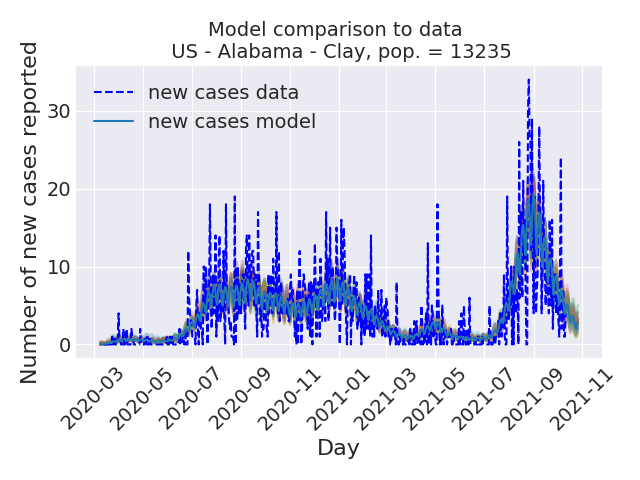 Model comparison to data
US - Alabama - Clay, pop. = 13235
Number of new cases reported
30
20
10
0
new cases data
new cases model
2020-03
2020-05
2020-07
2020-09
2020-11
2021-01
2021-03
2021-05
2021-07
2021-09
2021-11
Day